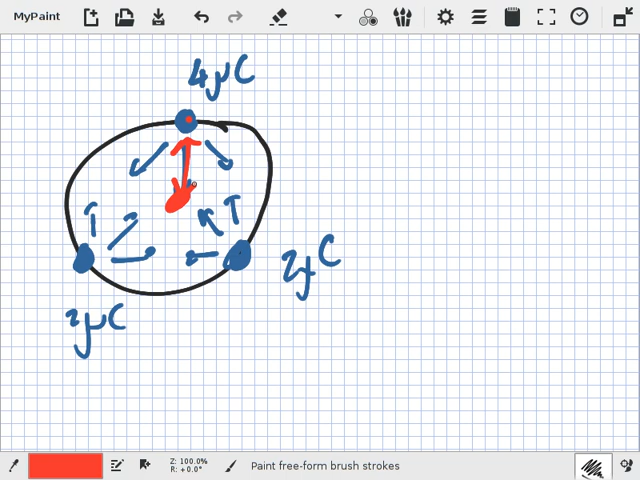 MyPaint
4μC
2μC
2μC
Z: 100.0%
R: +0.0°
Paint free-form brush strokes